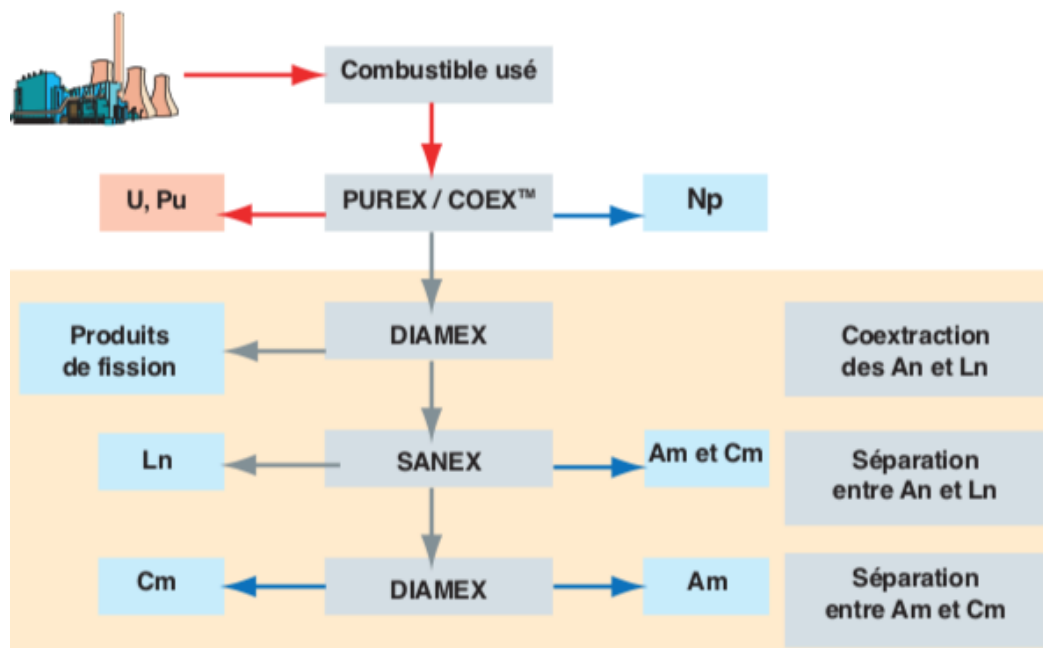 Combustible usé
U, Pu
PUREX / COEX™
Np
Produits
de fission
DIAMEX
Coextraction
des An et Ln
Ln
SANEX
Am et Cm
Séparation
entre An et Ln
Cm
DIAMEX
Am
Séparation
entre Am et Cm